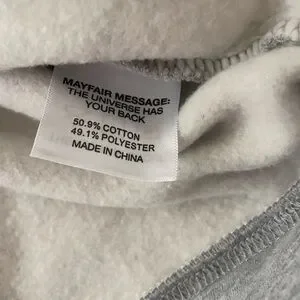 MAYFAIR MESSAGE:
THE UNIVERSE HAS
YOUR BACK
50.9% COTTON
49.1% POLYESTER
MADE IN CHINA